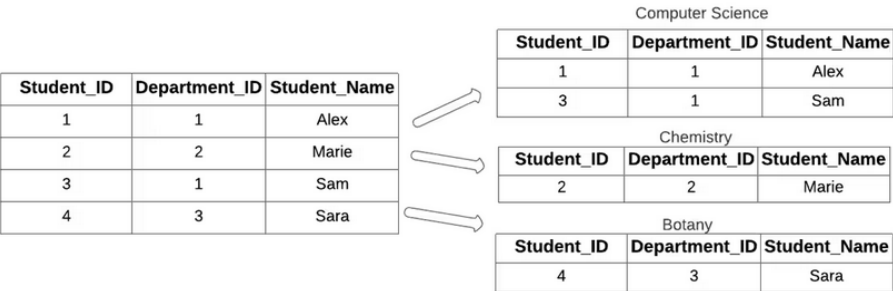 Student_ID Department_ID Student_Name
1 1 Alex
2 2 Marie
3 1 Sam
4 3 Sara
Computer Science
Student_ID Department_ID Student_Name
1 1 Alex
3 1 Sam
Chemistry
Student_ID Department_ID Student_Name
2 2 Marie
Botany
Student_ID Department_ID Student_Name
4 3 Sara